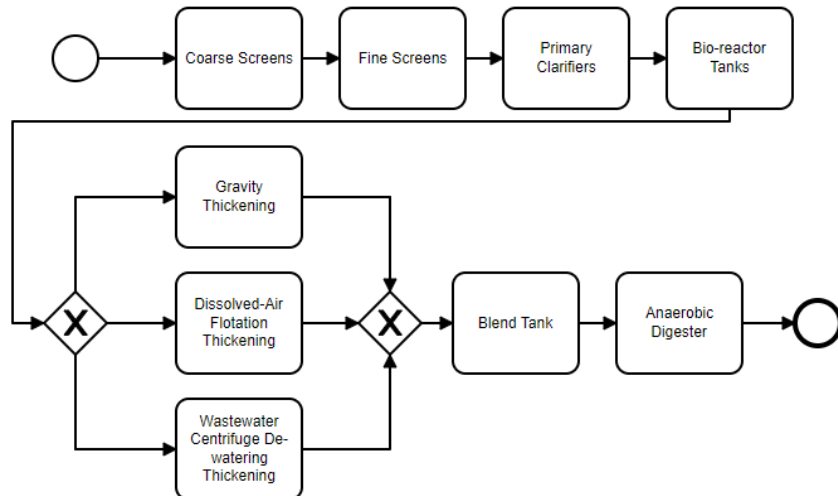 Coarse Screens
Fine Screens
Primary
Clarifiers
Bio-reactor
Tanks
Gravity
Thickening
Dissolved-Air
Flotation
Thickening
Wastewater
Centrifuge De-
watering
Thickening
Blend Tank
Anaerobic
Digester